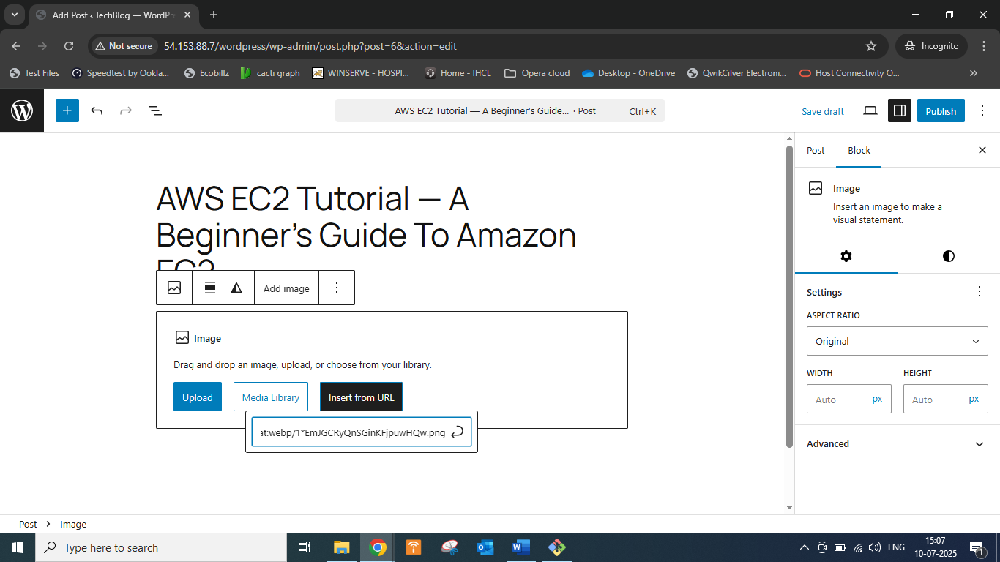 Add Post ‹ TechBlog — WordPre
Not secure
54.153.88.7/wordpress/wp-admin/post.php?post=6&action=edit
Incognito
Test Files
Speedtest by Ookla...
Ecobillz
cacti graph
WINSERVE - HOSPI...
Home - IHCL
Opera cloud
Desktop - OneDrive
QwikCilver Electroni...
Host Connectivity O...
AWS EC2 Tutorial — A Beginner's Guide... · Post
Ctrl+K
Save draft
Publish
Post
Block
AWS EC2 Tutorial — A
Beginner's Guide To Amazon
EC2
Add image
Image
Drag and drop an image, upload, or choose from your library.
Upload
Media Library
Insert from URL
at:webp/1*EmJGCRyQnSGinKFjpuwHQw.png
Image
Insert an image to make a
visual statement.
Settings
ASPECT RATIO
Original
WIDTH
HEIGHT
Auto
px
Auto
px
Advanced
Post
Image
Type here to search
ENG
15:07
10-07-2025
1